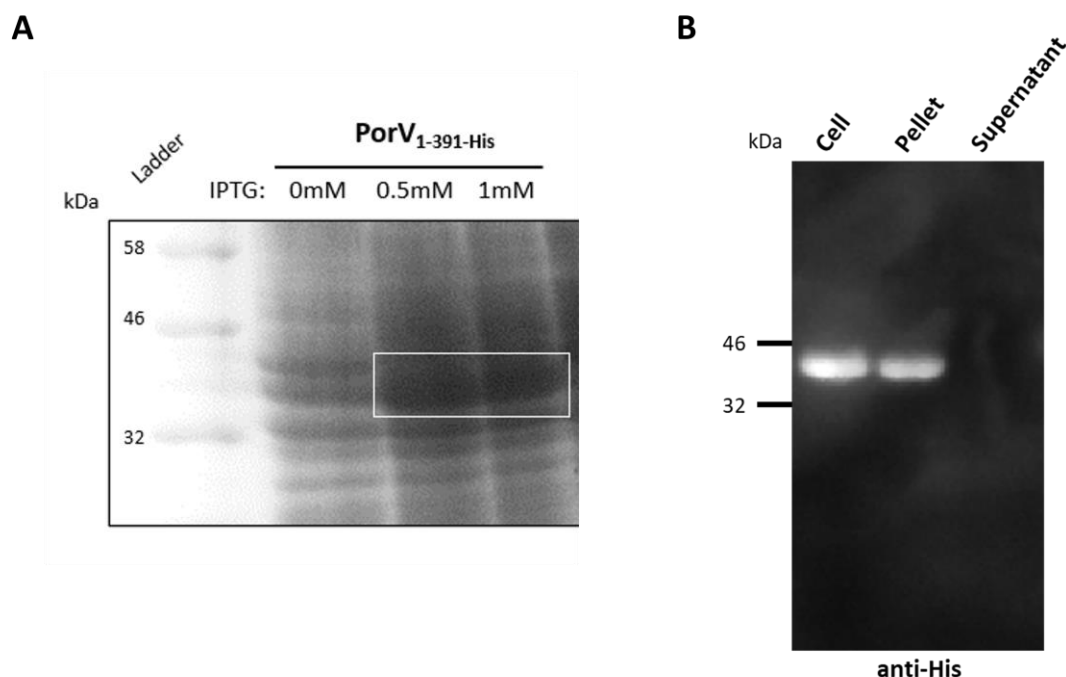 A
PorV1-391-His
Ladder
IPTG: 0mM 0.5mM 1mM
kDa
58
46
32
B
Cell Pellet Supernatant
kDa
46
32
anti-His